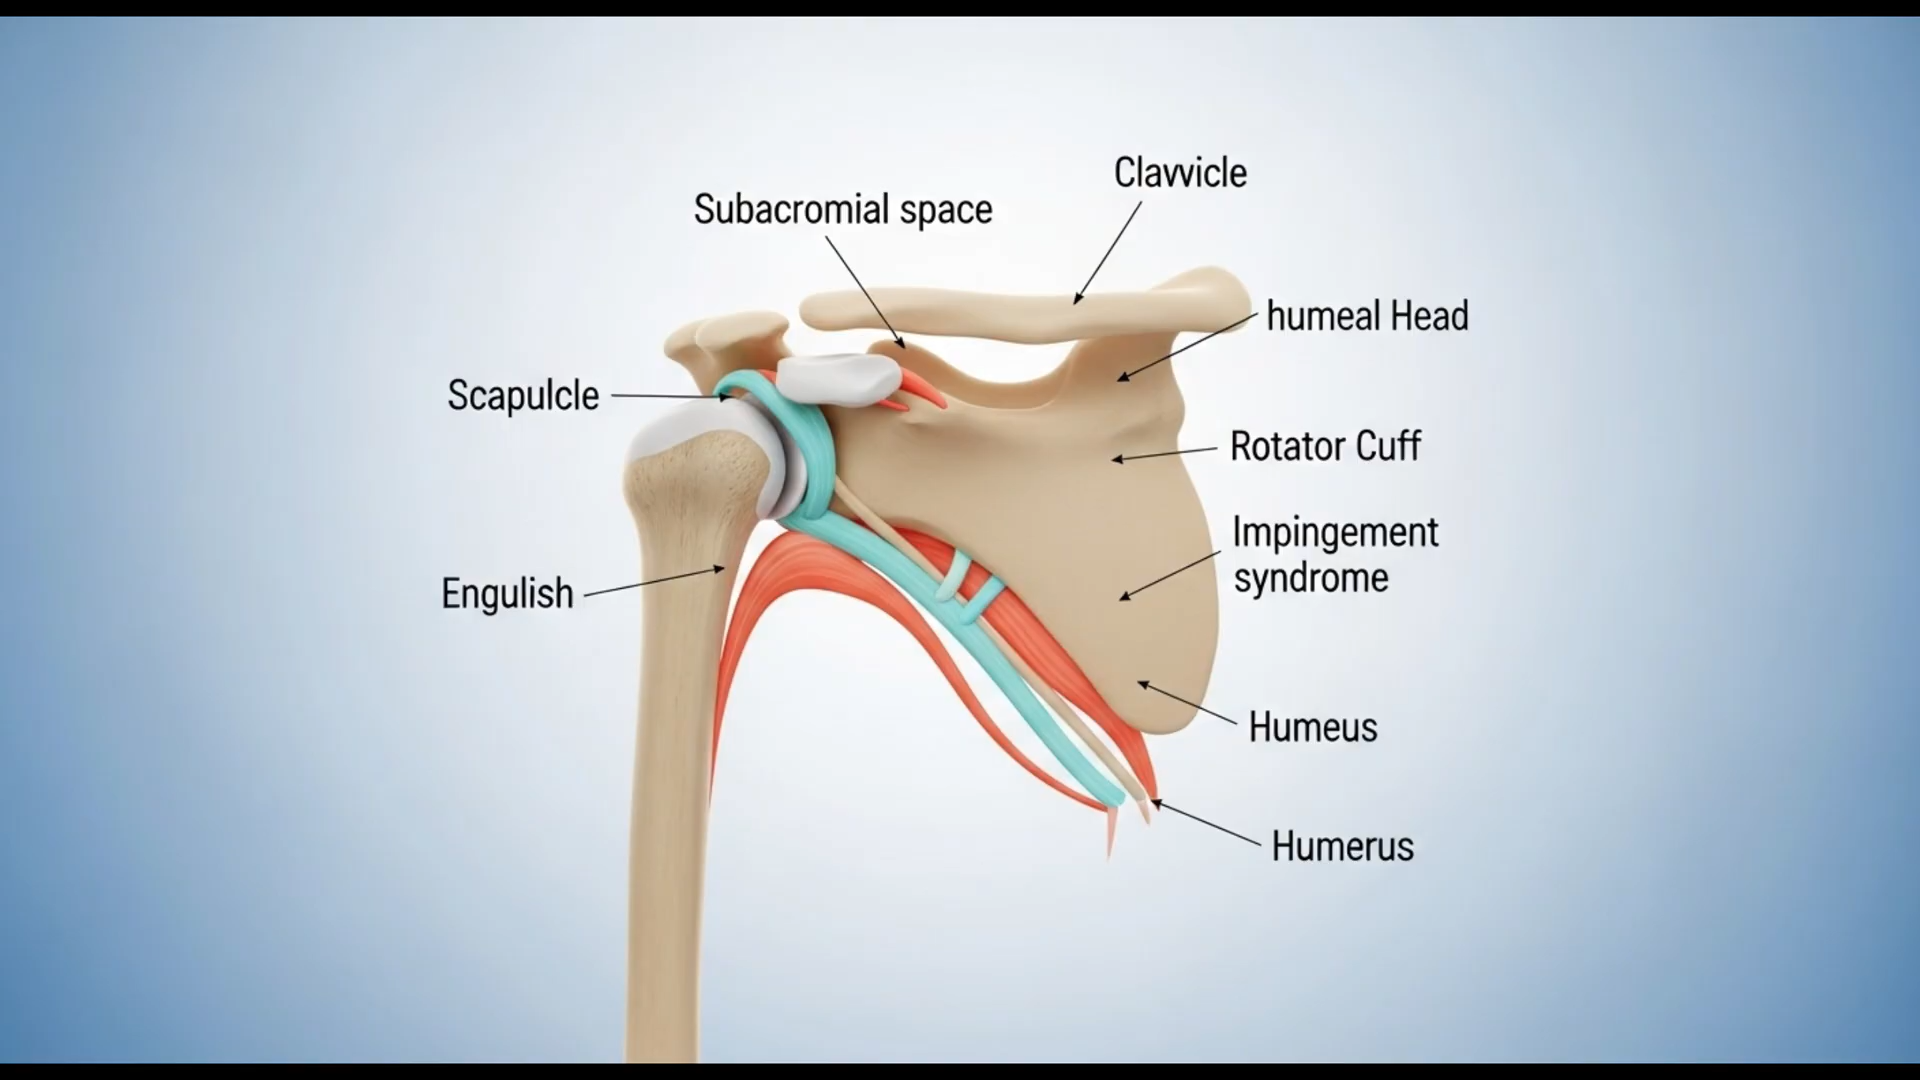 Clavvicle
Subacromial space
humeal Head
Scapulcle
Rotator Cuff
Impingement
syndrome
Engulish
Humeus
Humerus